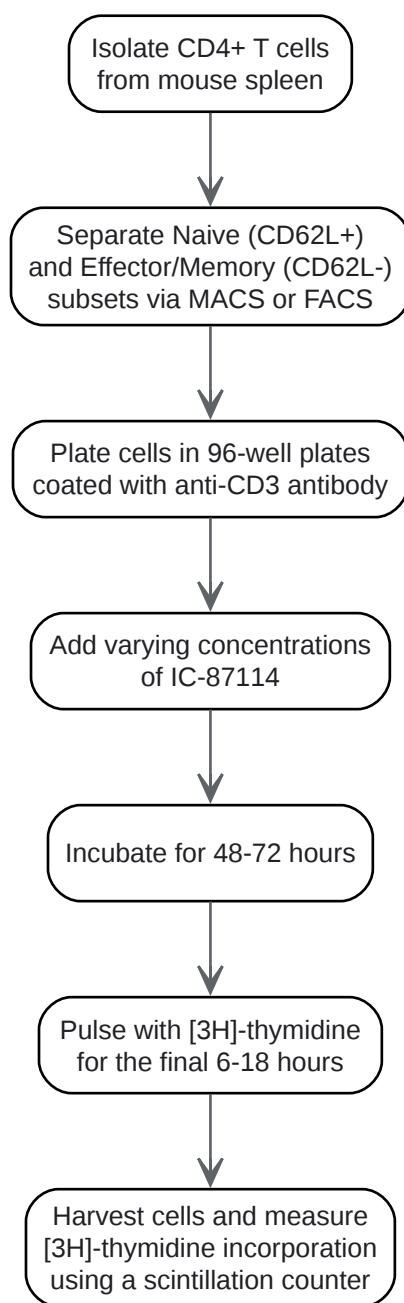 Isolate CD4+ T cells
from mouse spleen
Separate Naive (CD62L+)
and Effector/Memory (CD62L-)
subsets via MACS or FACS
Plate cells in 96-well plates
coated with anti-CD3 antibody
Add varying concentrations
of IC-87114
Incubate for 48-72 hours
Pulse with [3H]-thymidine
for the final 6-18 hours
Harvest cells and measure
[3H]-thymidine incorporation
using a scintillation counter